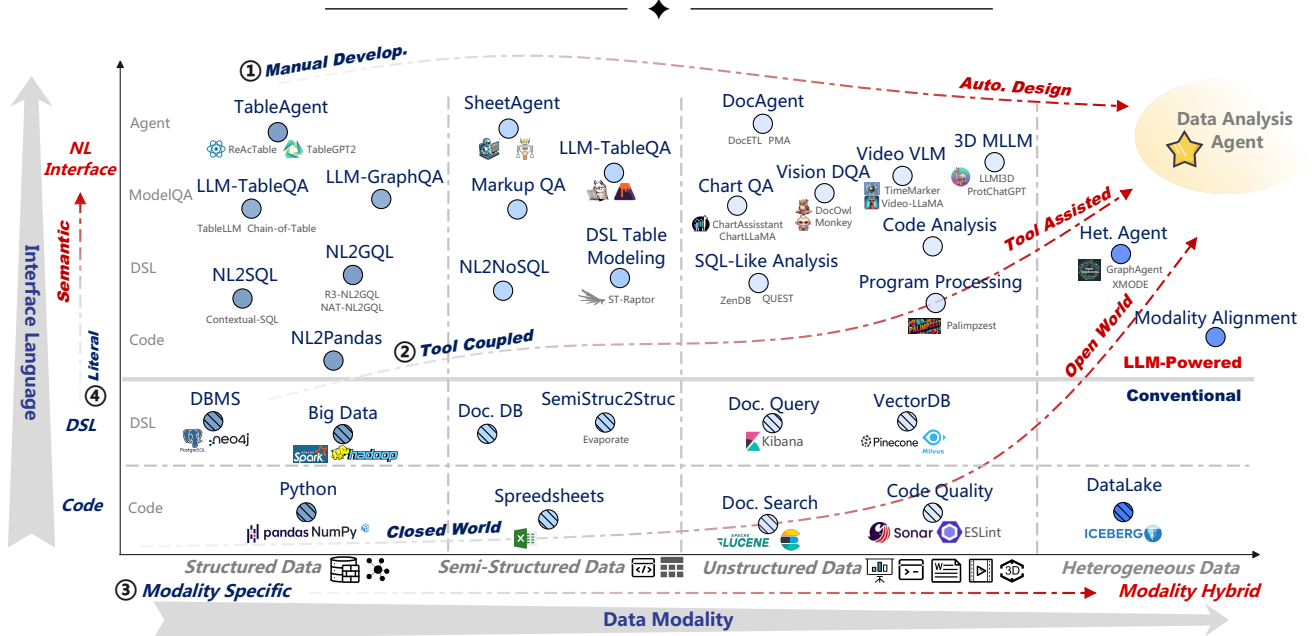 ① Manual Develop.
Auto. Design
Agent
TableAgent
ReAcTable TableGPT2
SheetAgent
DocAgent
DocETL PMA
Data Analysis
Agent
NL
Interface
ModelQA
LLM-TableQA
TableLLM Chain-of-Table
LLM-GraphQA
Markup QA
LLM-TableQA
Chart QA
ChartAssisstant
ChartLLaMA
Vision DQA
DocOwl
Monkey
Video VLM
TimeMarker
Video-LLaMA
3D MLLM
LLMI3D
ProtChatGPT
Code Analysis
Tool Assisted
Semantic
DSL
NL2SQL
Contextual-SQL
NL2GQL
R3-NL2GQL
NAT-NL2GQL
NL2NoSQL
DSL Table
Modeling
ST-Raptor
SQL-Like Analysis
ZenDB QUEST
Program Processing
PALIMPZEST
Palimpzest
Het. Agent
GraphAgent
XMODE
Interface Language
Literal
Code
NL2Pandas
② Tool Coupled
Open World
Modality Alignment
LLM-Powered
Conventional
④
DSL
DSL
DBMS
PostgreSQL
neo4j
Big Data
Spark
hadoop
Doc. DB
SemiStruc2Struc
Evaporate
Doc. Query
Kibana
VectorDB
Pinecone
Milvus
Code
Code
Python
pandas NumPy
Closed World
Spreedsheets
Doc. Search
APACHE
LUCENE
Code Quality
Sonar
ESLint
DataLake
ICEBERG
Structured Data
Semi-Structured Data
Unstructured Data
3D
Heterogeneous Data
③ Modality Specific
Modality Hybrid
Data Modality